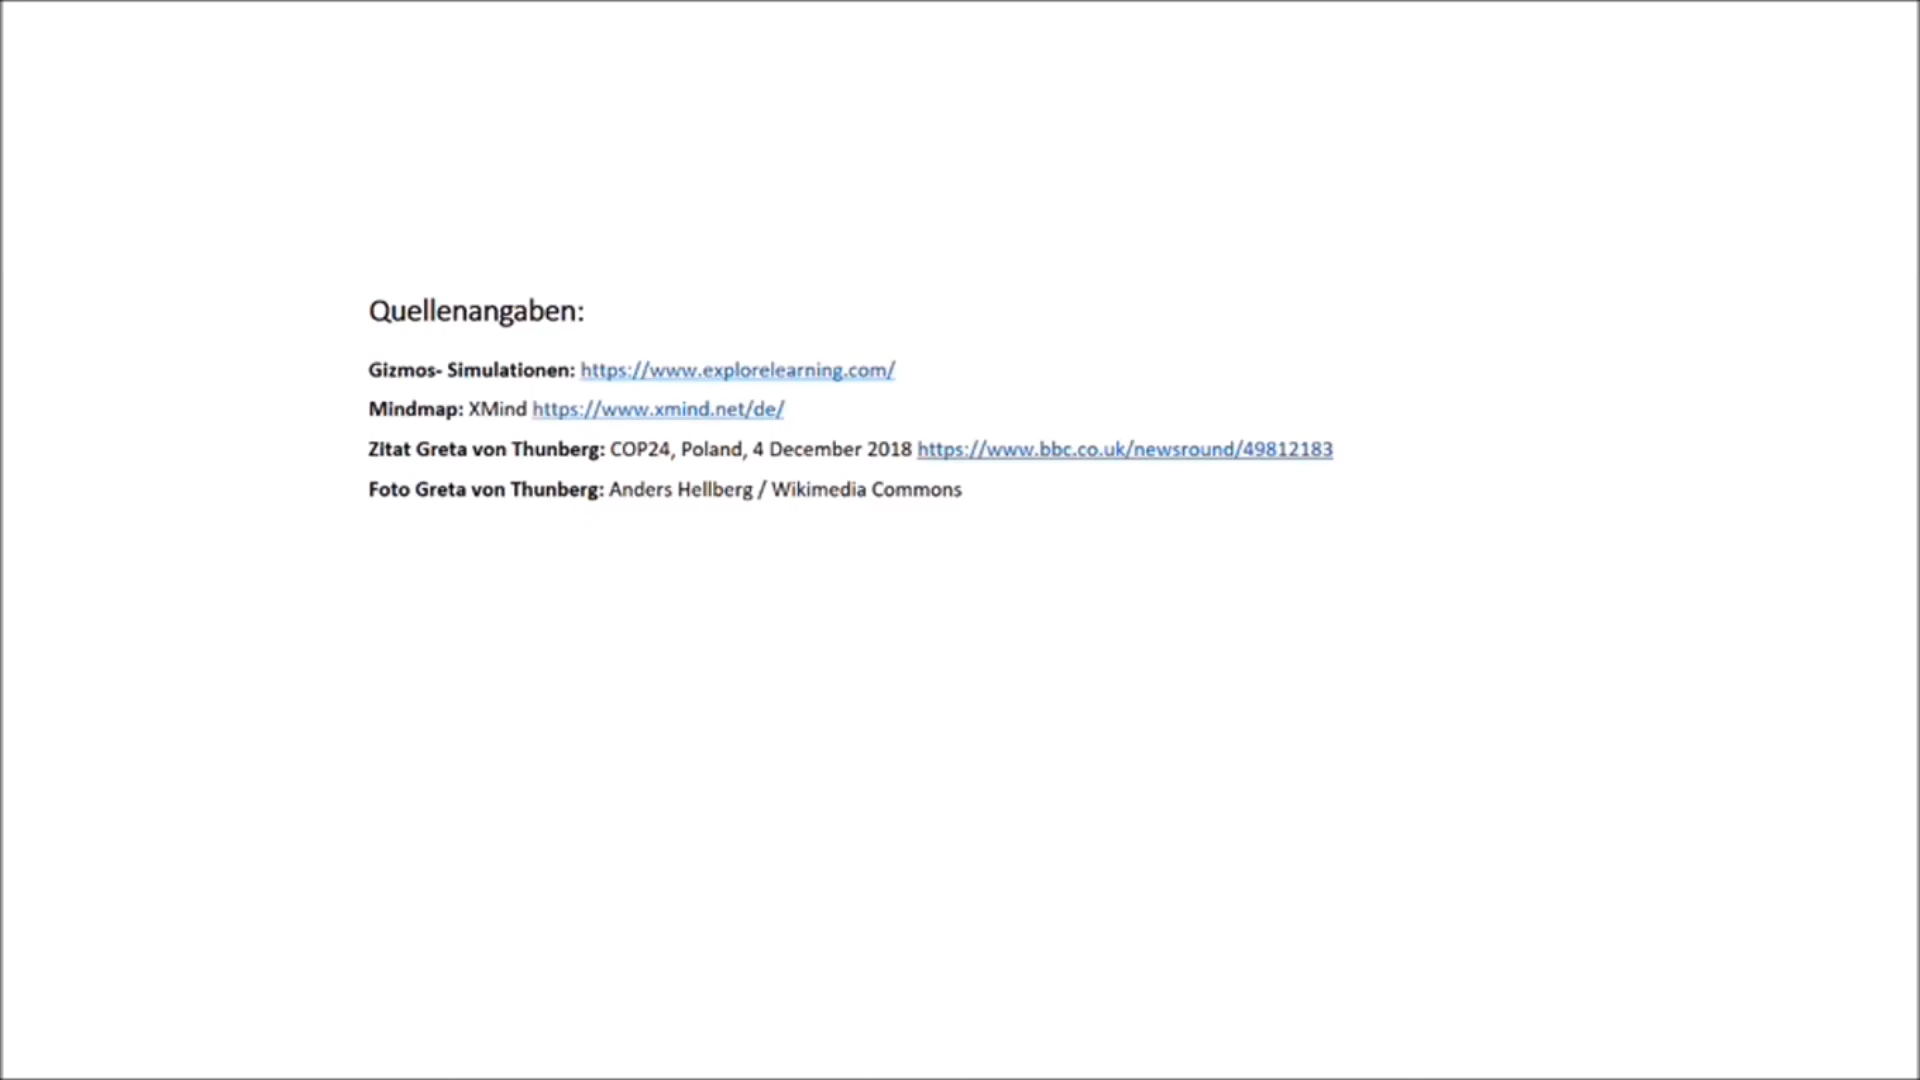 Quellenangaben:
Gizmos- Simulationen: https://www.explorelearning.com/
Mindmap: XMind https://www.xmind.net/de/
Zitat Greta von Thunberg: COP24, Poland, 4 December 2018 https://www.bbc.co.uk/newsround/49812183
Foto Greta von Thunberg: Anders Hellberg / Wikimedia Commons